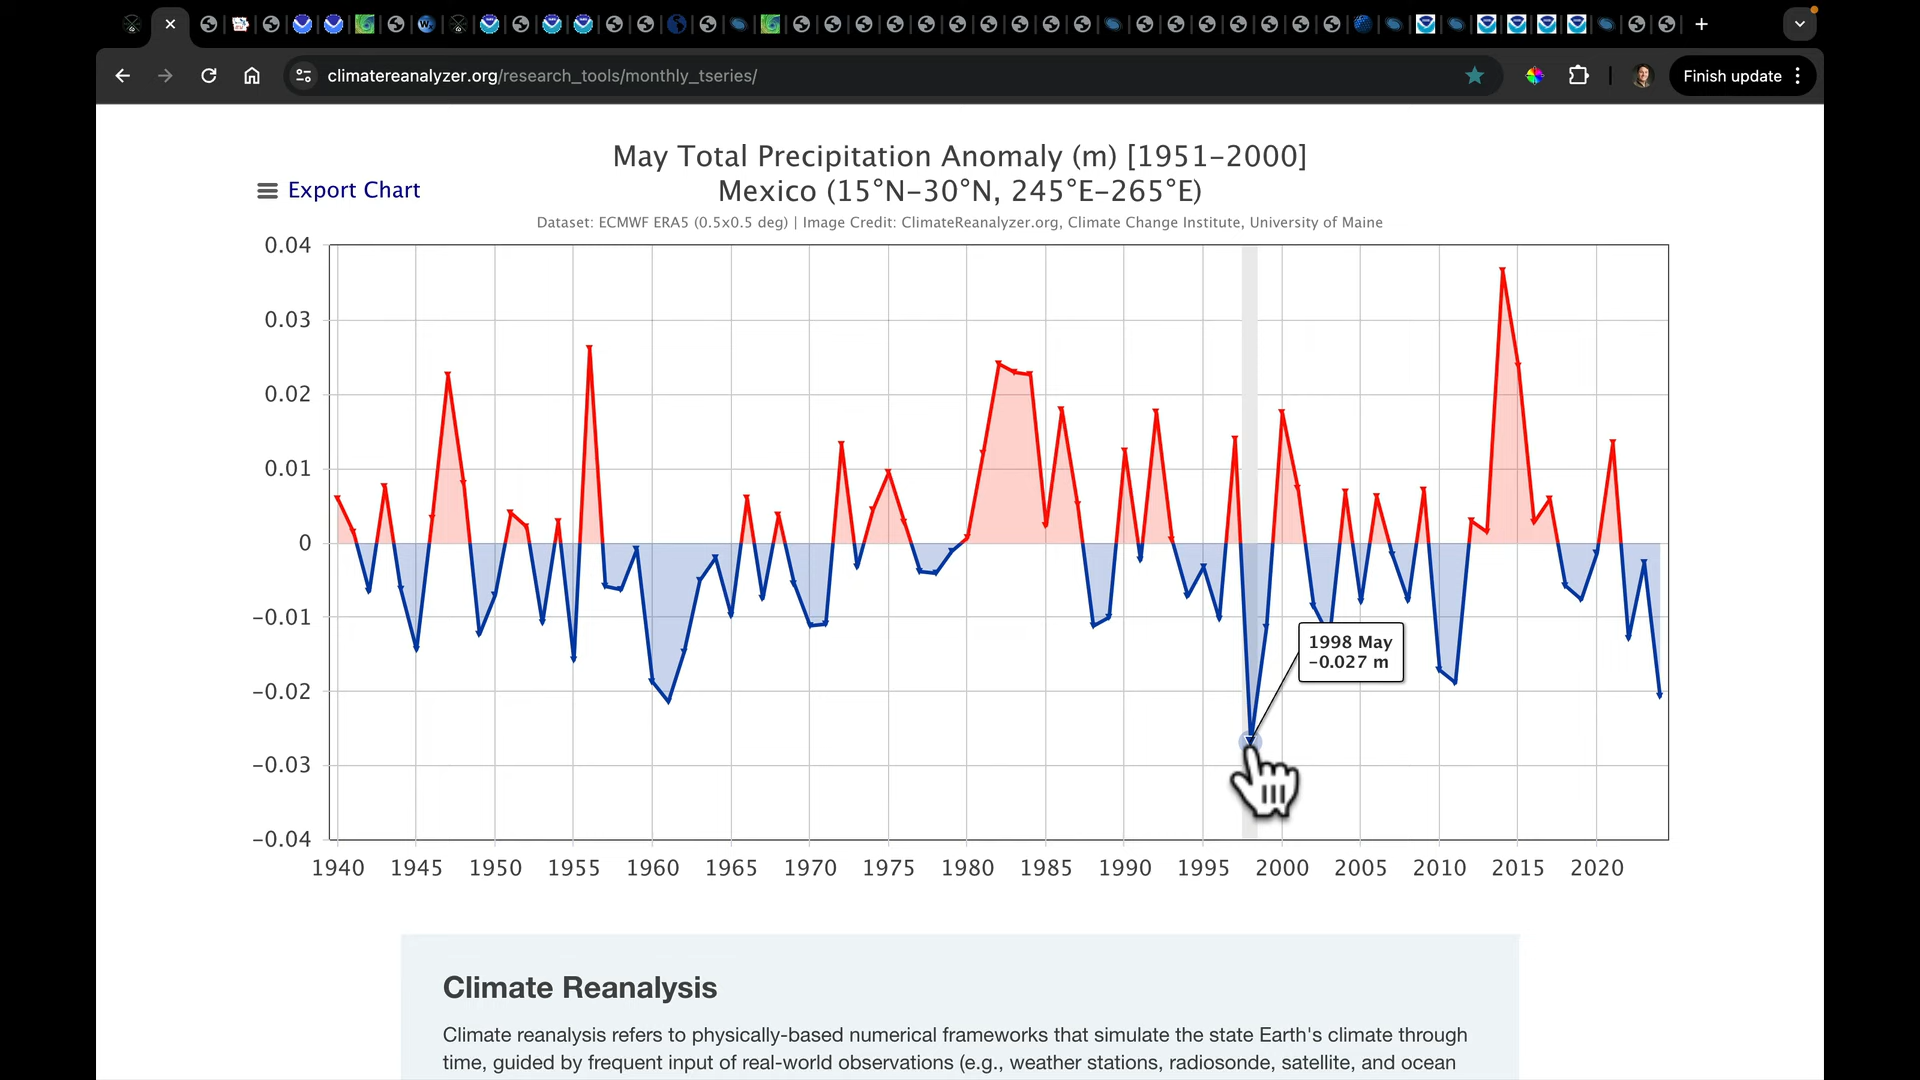 climatereanalyzer.org/research_tools/monthly_tseries/
Finish update
May Total Precipitation Anomaly (m) [1951-2000]
Mexico (15°N-30°N, 245°E-265°E)
Export Chart
Dataset: ECMWF ERA5 (0.5x0.5 deg) | Image Credit: ClimateReanalyzer.org, Climate Change Institute, University of Maine
0.04
0.03
0.02
0.01
0
-0.01
-0.02
-0.03
-0.04
1998 May
-0.027 m
1940 1945 1950 1955 1960 1965 1970 1975 1980 1985 1990 1995 2000 2005 2010 2015 2020
Climate Reanalysis
Climate reanalysis refers to physically-based numerical frameworks that simulate the state Earth's climate through
time, guided by frequent input of real-world observations (e.g., weather stations, radiosonde, satellite, and ocean